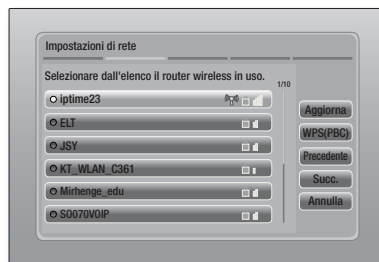 Impostazioni di rete
Selezionare dall'elenco il router wireless in uso.
1/10
iptime23
ELT
JSY
KT_WLAN_C361
Mirhenge_edu
SO070VOIP
Aggiorna
WPS(PBC)
Precedente
Succ.
Annulla